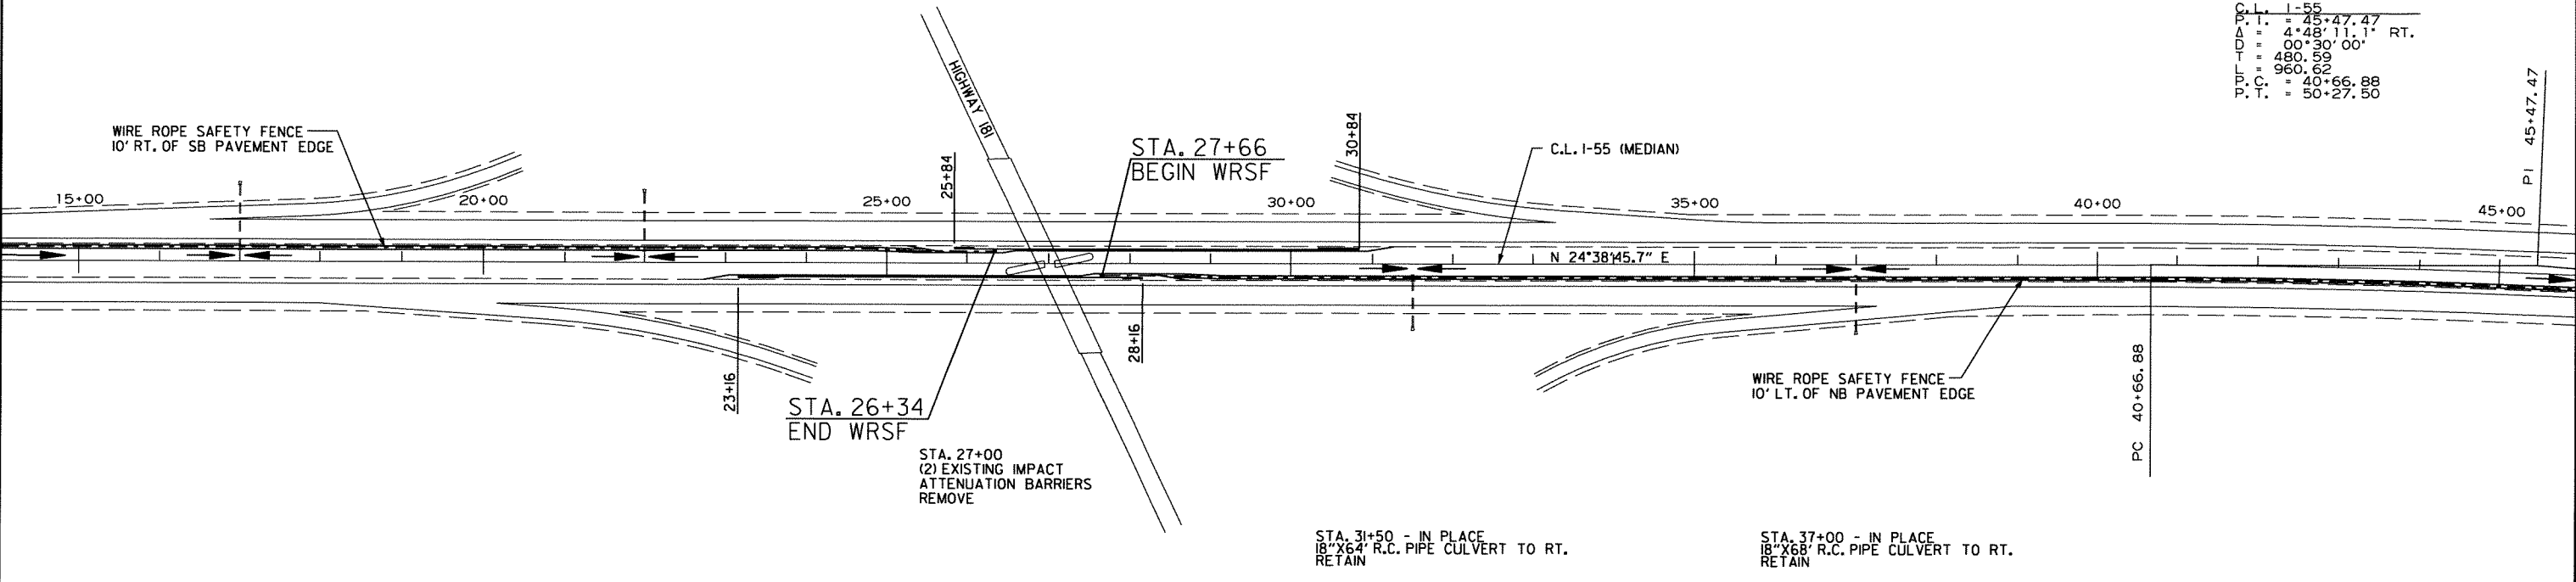 C.L. I-55
P.I. = 45+47.47
Δ = 4°48'11.1" RT.
D = 00°30'00"
T = 480.59
L = 960.62
P.C. = 40+66.88
P.T. = 50+27.50
WIRE ROPE SAFETY FENCE
10' RT. OF SB PAVEMENT EDGE
HIGHWAY 181
STA. 27+66
BEGIN WRSF
C.L. I-55 (MEDIAN)
25+84
30+84
PI 45+47.47
15+00
20+00
25+00
30+00
35+00
40+00
45+00
N 24°38'45.7" E
23+16
28+16
STA. 26+34
END WRSF
WIRE ROPE SAFETY FENCE
10' LT. OF NB PAVEMENT EDGE
PC 40+66.88
STA. 27+00
(2) EXISTING IMPACT
ATTENUATION BARRIERS
REMOVE
STA. 31+50 - IN PLACE
18"X64' R.C. PIPE CULVERT TO RT.
RETAIN
STA. 37+00 - IN PLACE
18"X68' R.C. PIPE CULVERT TO RT.
RETAIN